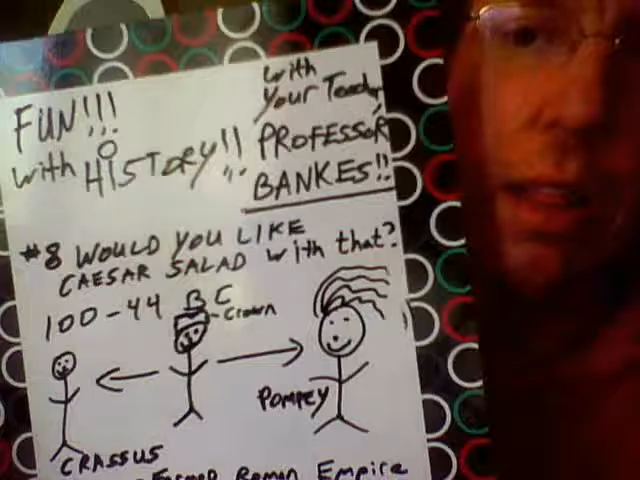 FUN!!!
with HISTORY!!
with
your Teacher
PROFESSOR
BANKES!!
#8 WOULD YOU LIKE
CAESAR SALAD with that?
100-44 BC
-Crown
POMPEY
CRASSUS
Formed Roman Empire